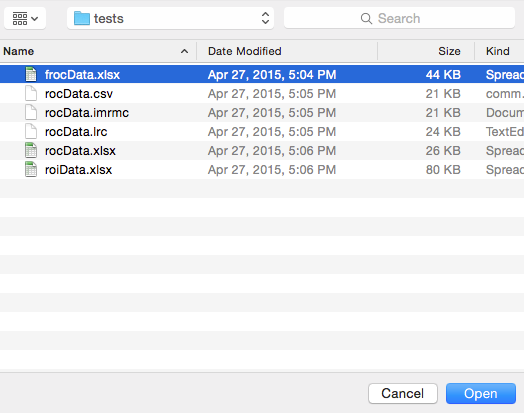 tests
Search
Name Date Modified Size Kind
frocData.xlsx Apr 27, 2015, 5:04 PM 44 KB Spread
rocData.csv Apr 27, 2015, 5:05 PM 21 KB comm.
rocData.imrmc Apr 27, 2015, 5:05 PM 21 KB Docum
rocData.lrc Apr 27, 2015, 5:05 PM 24 KB TextEd
rocData.xlsx Apr 27, 2015, 5:06 PM 26 KB Spread
roiData.xlsx Apr 27, 2015, 5:06 PM 80 KB Spread
Cancel Open